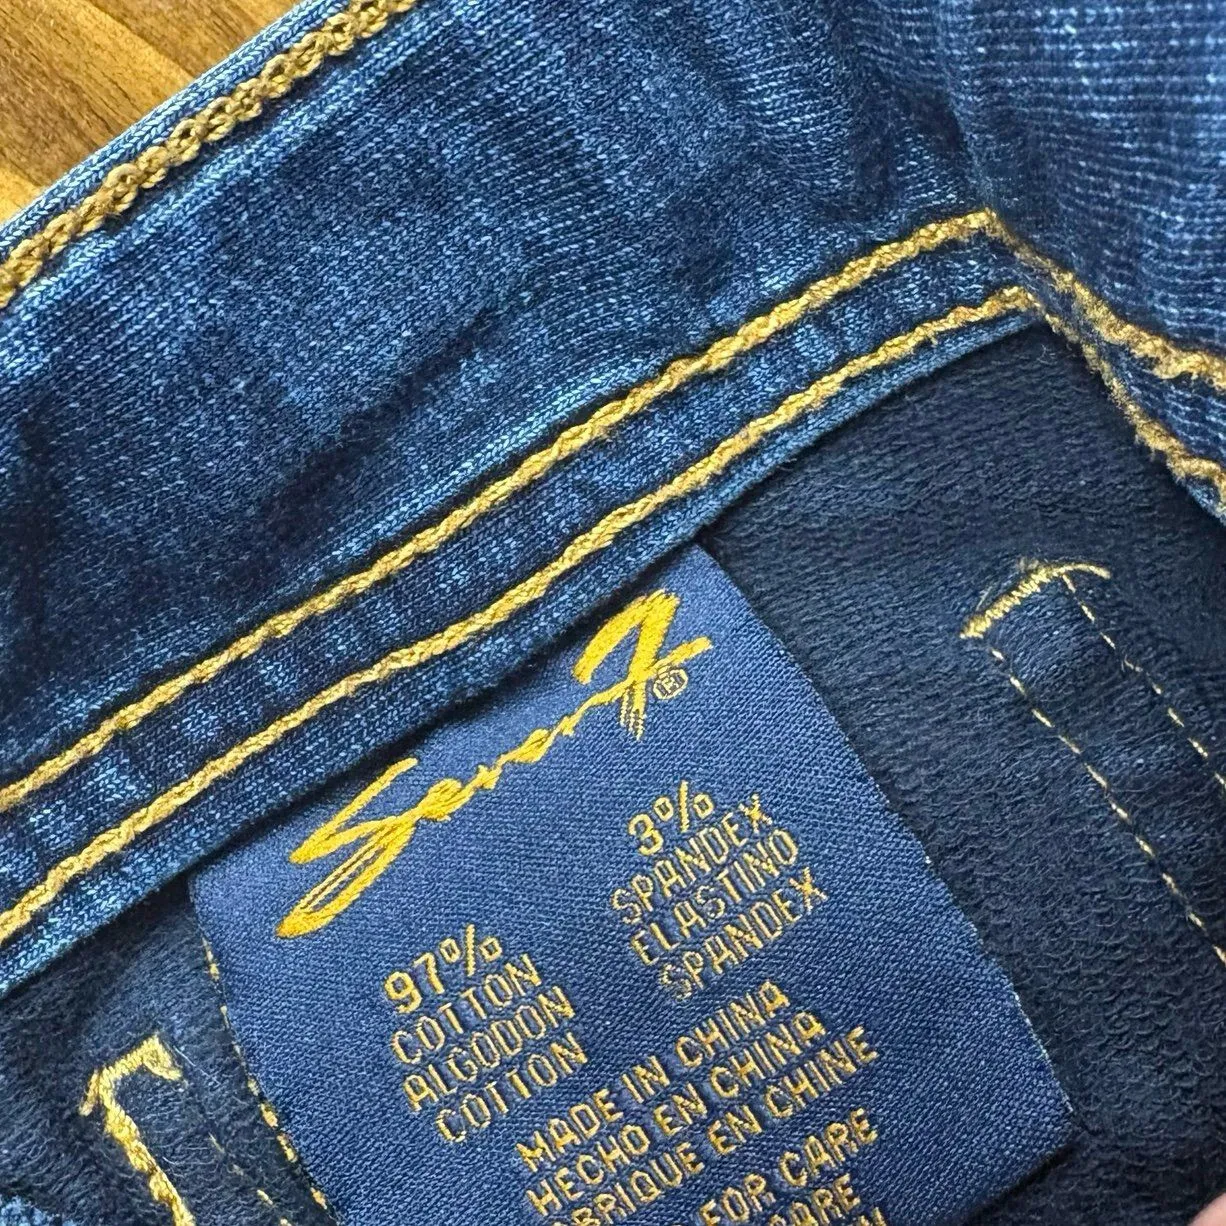 Seven7®
97%
COTTON
ALGODON
COTTON
3%
SPANDEX
ELASTINO
SPANDEX
MADE IN CHINA
HECHO EN CHINA
FABRIQUE EN CHINE
FOR CARE